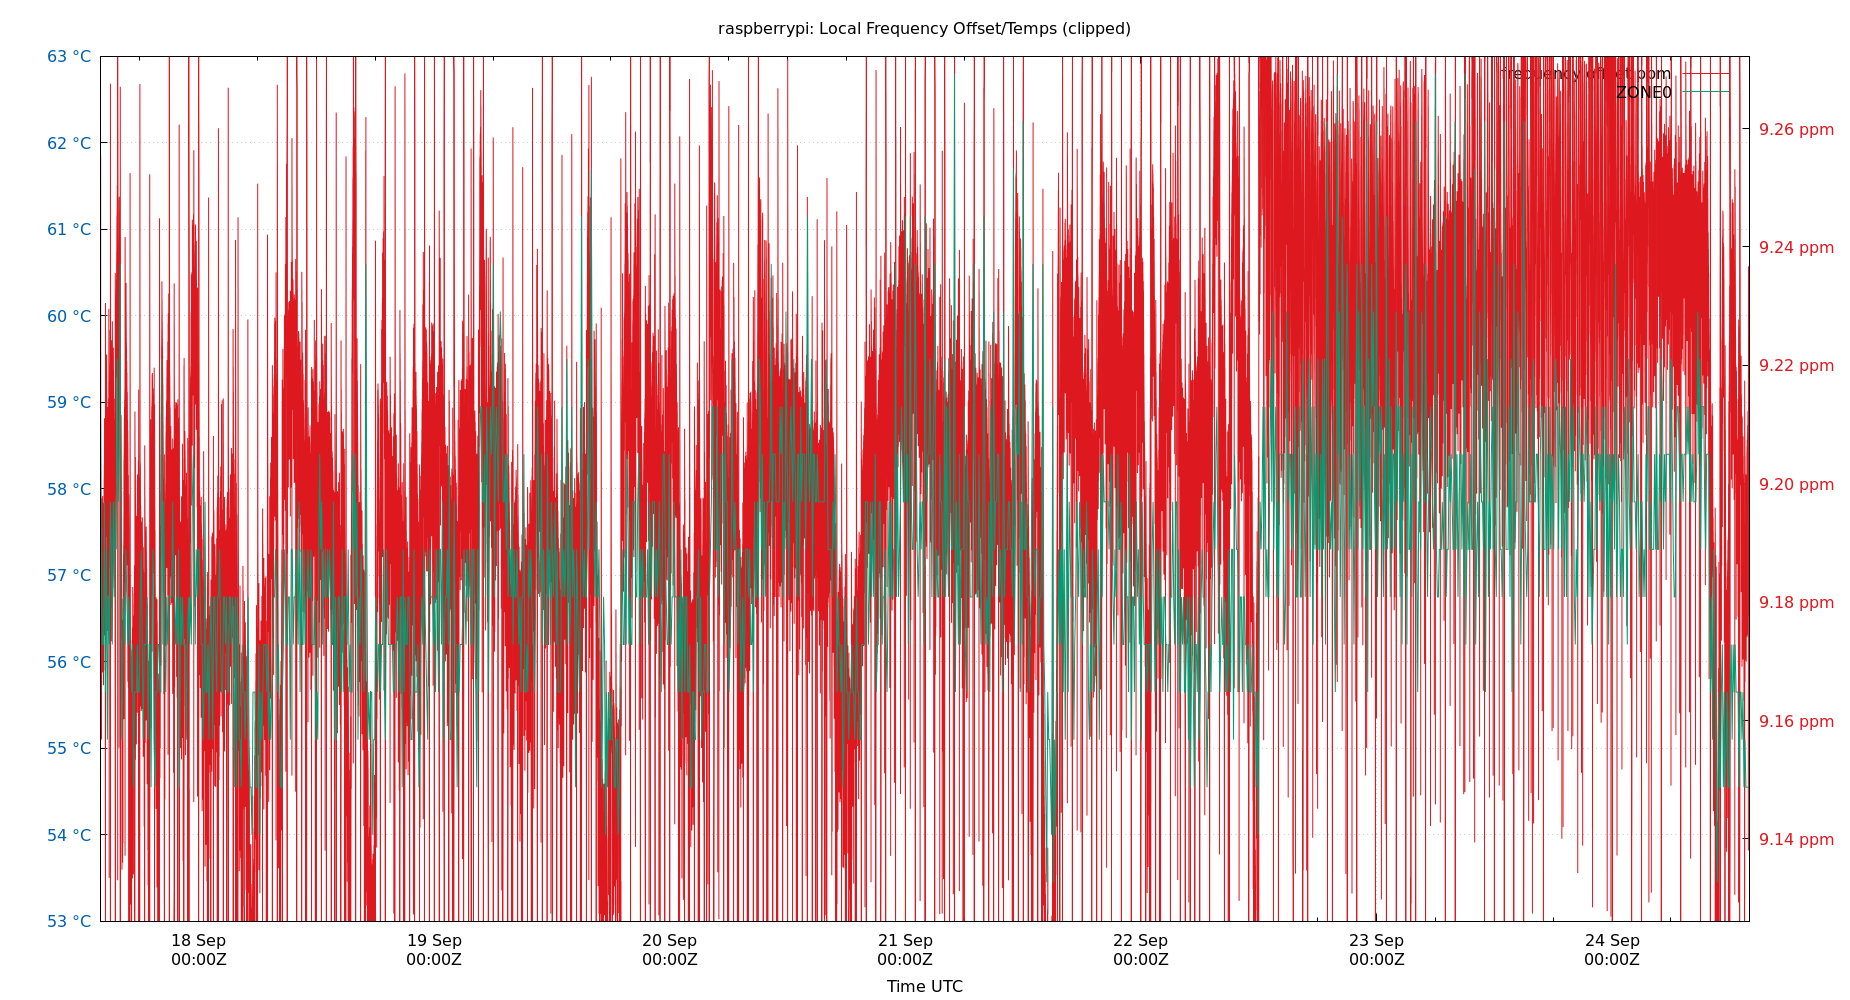 raspberrypi: Local Frequency Offset/Temps (clipped)
63 °C
62 °C
61 °C
60 °C
59 °C
58 °C
57 °C
56 °C
55 °C
54 °C
53 °C
frequency offset ppm
ZONE0
9.26 ppm
9.24 ppm
9.22 ppm
9.20 ppm
9.18 ppm
9.16 ppm
9.14 ppm
18 Sep
00:00Z
19 Sep
00:00Z
20 Sep
00:00Z
21 Sep
00:00Z
22 Sep
00:00Z
23 Sep
00:00Z
24 Sep
00:00Z
Time UTC